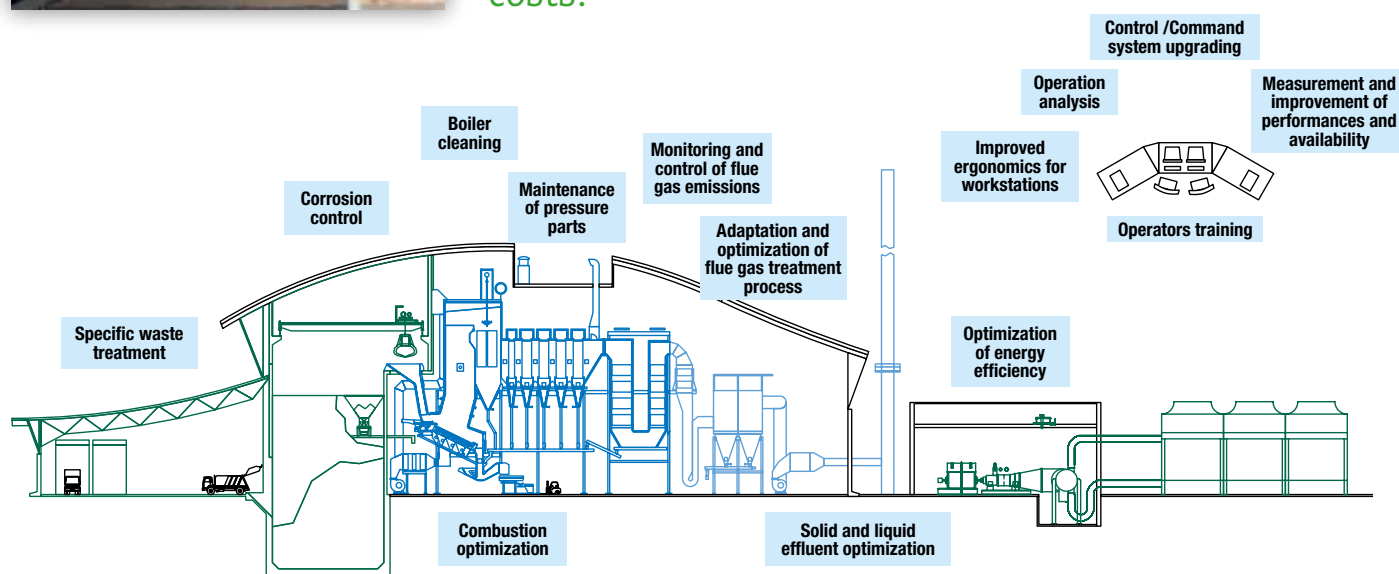 costs.
Control /Command
system upgrading
Operation
analysis
Measurement and
improvement of
performances and
availability
Boiler
cleaning
Improved
ergonomics for
workstations
Monitoring and
control of flue
gas emissions
Maintenance
of pressure
parts
Corrosion
control
Operators training
Adaptation and
optimization of
flue gas treatment
process
Specific waste
treatment
Optimization
of energy
efficiency
Combustion
optimization
Solid and liquid
effluent optimization